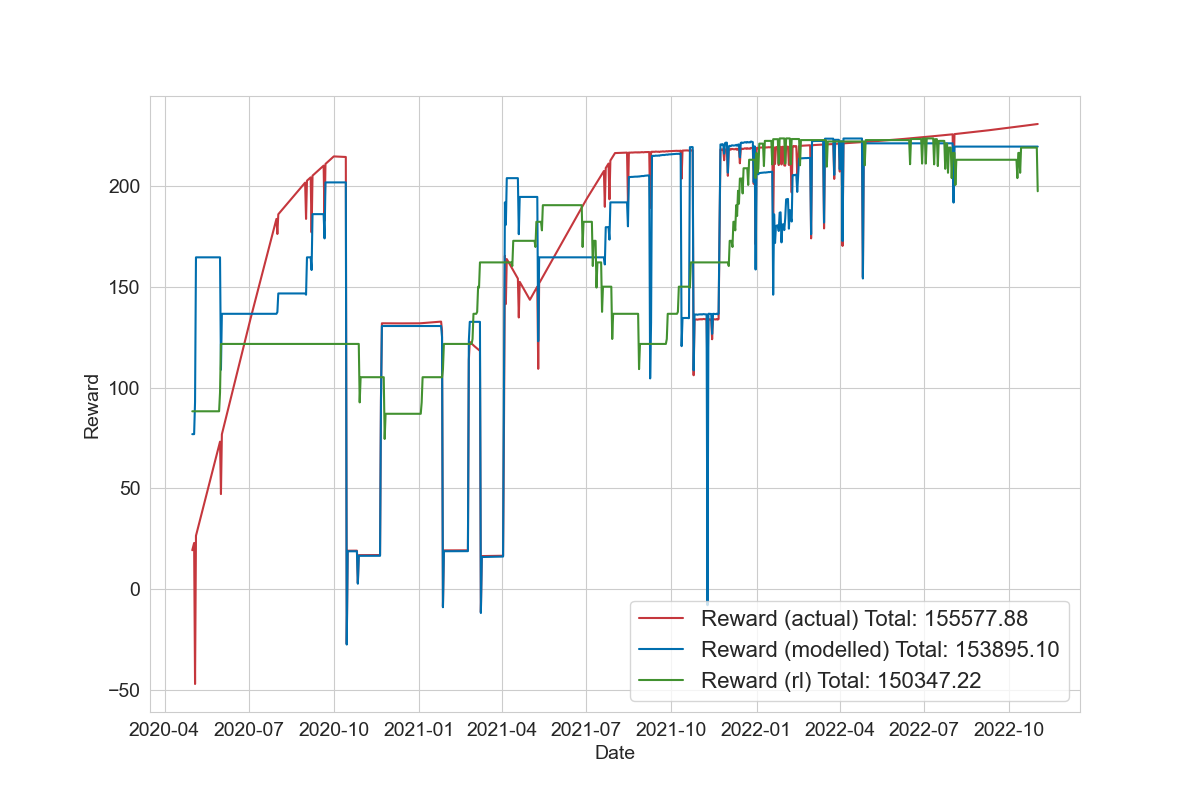 200
150
100
50
0
−50
Reward
2020-04 2020-07 2020-10 2021-01 2021-04 2021-07 2021-10 2022-01 2022-04 2022-07 2022-10
Date
Reward (actual) Total: 155577.88
Reward (modelled) Total: 153895.10
Reward (rl) Total: 150347.22